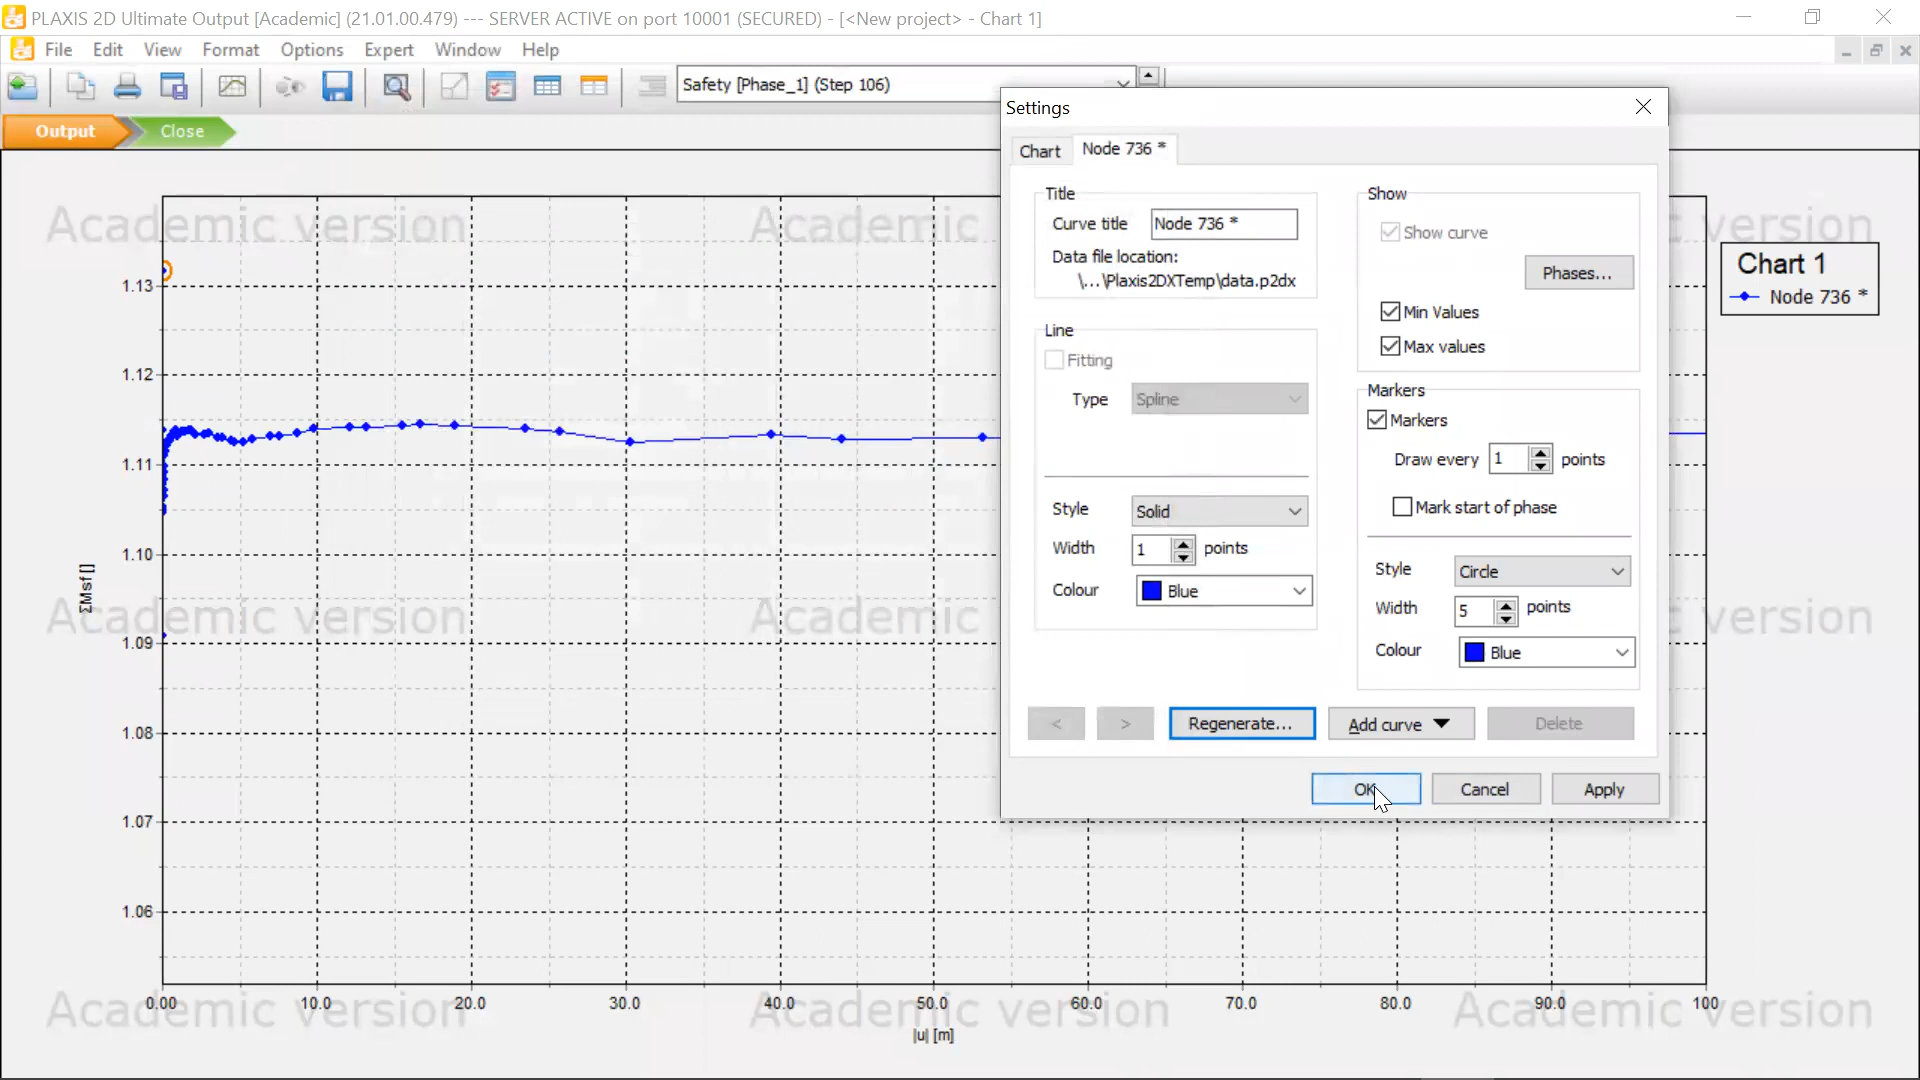 PLAXIS 2D Ultimate Output [Academic] (21.01.00.479) --- SERVER ACTIVE on port 10001 (SECURED) - [<New project> - Chart 1]
File Edit View Format Options Expert Window Help
Safety [Phase_1] (Step 106)
Output Close
Settings
Chart Node 736 *
Title
Curve title Node 736 *
Data file location:
\...\Plaxis2DXTemp\data.p2dx
Line
Fitting
Type Spline
Style Solid
Width 1 points
Colour Blue
Show
Show curve
Phases...
Min Values
Max values
Markers
Markers
Draw every 1 points
Mark start of phase
Style Circle
Width 5 points
Colour Blue
< > Regenerate... Add curve Delete
OK Cancel Apply
Chart 1
Node 736 *
Academic version Academic version
1.13
1.12
1.11
1.10
1.09
1.08
1.07
1.06
ΣMsf []
Academic version Academic version
0.00 10.0 20.0 30.0 40.0 50.0 60.0 70.0 80.0 90.0 100
Academic version Academic version Academic version
|u| [m]